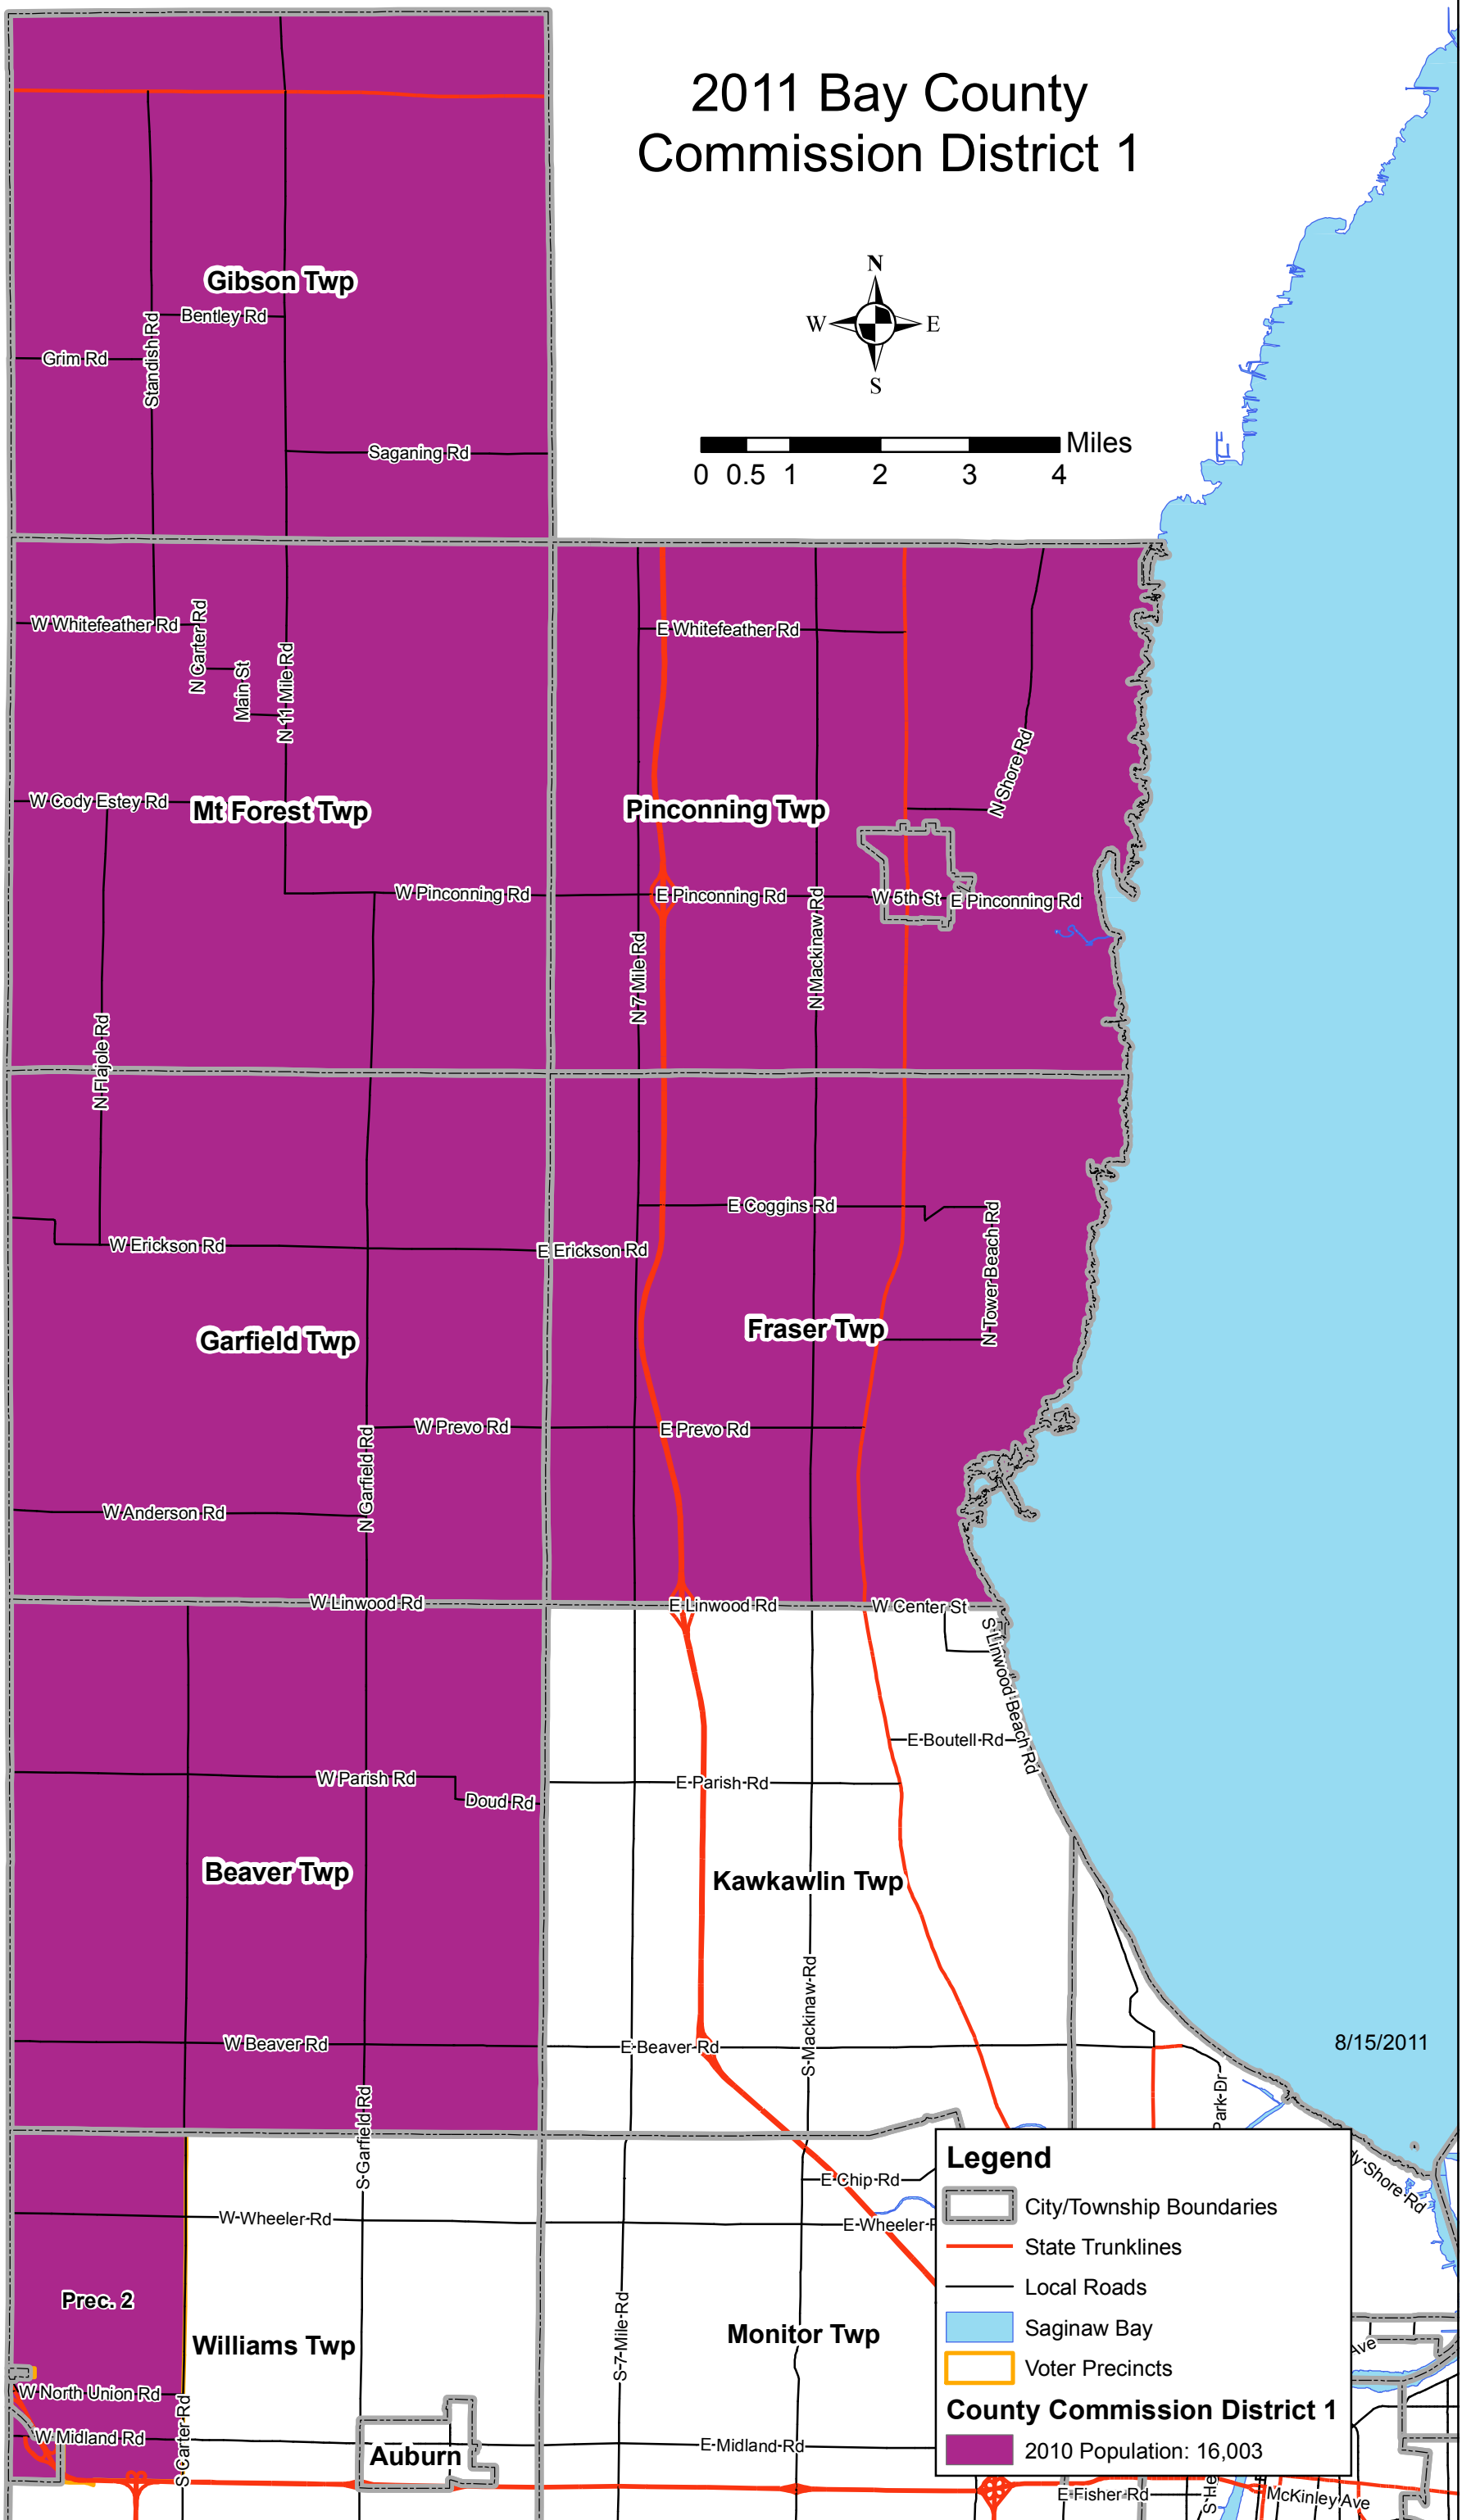 2011 Bay County
Commission District 1
N
W
E
S
Miles
0 0.5 1 2 3 4
Gibson Twp
Bentley Rd
Standish Rd
Grim Rd
Saganing Rd
W Whitefeather Rd
N Carter Rd
Main St
N 11 Mile Rd
E Whitefeather Rd
N Shore Rd
W Cody Estey Rd
Mt Forest Twp
Pinconning Twp
W Pinconning Rd
E Pinconning Rd
W 5th St
E Pinconning Rd
N 7 Mile Rd
N Mackinaw Rd
N Flajole Rd
E Coggins Rd
W Erickson Rd
E Erickson Rd
N Tower Beach Rd
Garfield Twp
Fraser Twp
W Prevo Rd
E Prevo Rd
N Garfield Rd
W Anderson Rd
W Linwood Rd
E Linwood Rd
W Center St
S Linwood Beach Rd
E Boutell Rd
W Parish Rd
E Parish Rd
Doud Rd
Beaver Twp
Kawkawlin Twp
S Mackinaw Rd
W Beaver Rd
E Beaver Rd
8/15/2011
Park Dr
S Garfield Rd
E Chip Rd
dy Shore Rd
W Wheeler Rd
E Wheeler R
Prec. 2
Williams Twp
Monitor Twp
S 7 Mile Rd
W North Union Rd
W Midland Rd
S Carter Rd
Auburn
E Midland Rd
Ave
E Fisher Rd
S He
McKinley Ave
Legend
City/Township Boundaries
State Trunklines
Local Roads
Saginaw Bay
Voter Precincts
County Commission District 1
2010 Population: 16,003